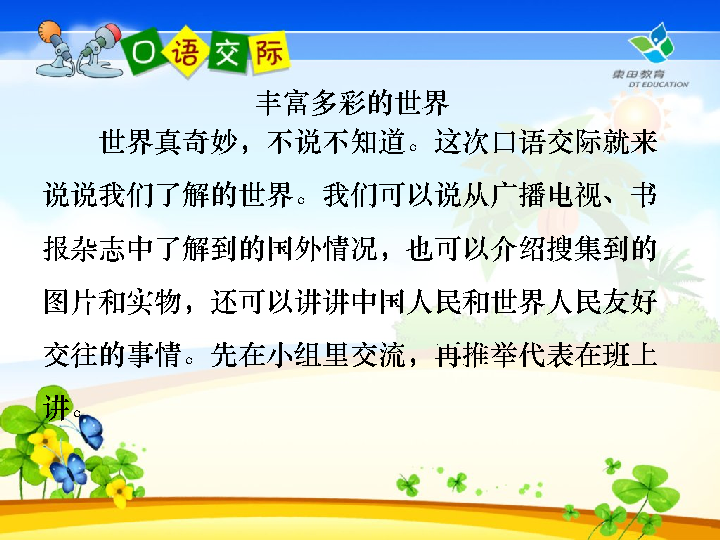 口语交际
東田教育
DT EDUCATION
丰富多彩的世界
世界真奇妙，不说不知道。这次口语交际就来
说说我们了解的世界。我们可以说从广播电视、书
报杂志中了解到的国外情况，也可以介绍搜集到的
图片和实物，还可以讲讲中国人民和世界人民友好
交往的事情。先在小组里交流，再推举代表在班上
讲。